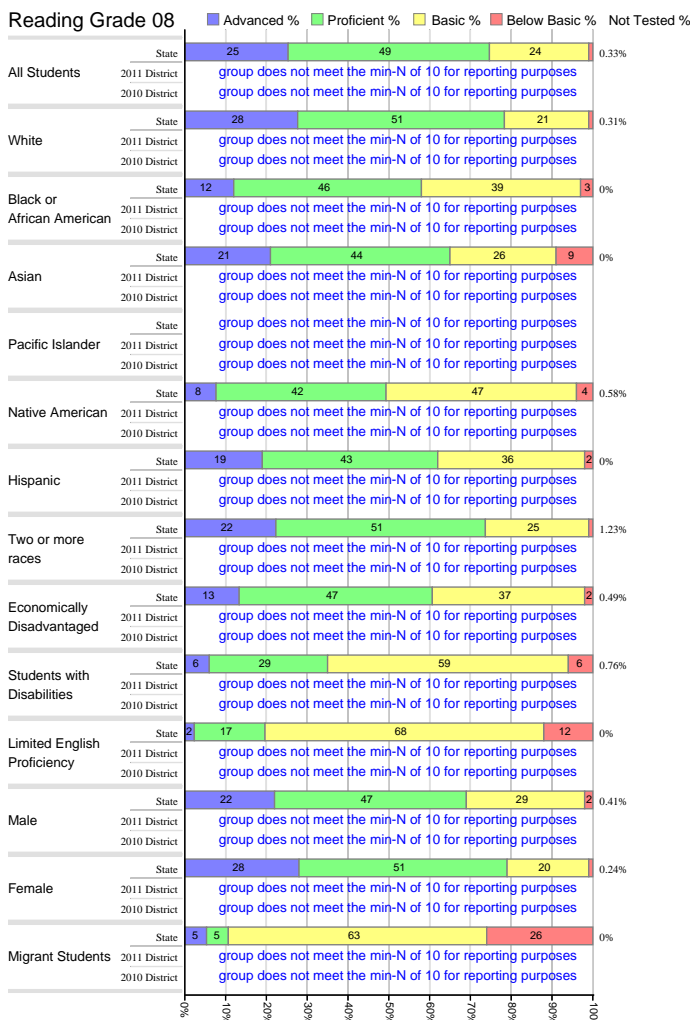 Reading Grade 08 Advanced % Proficient % Basic % Below Basic % Not Tested %
All Students
State 25 49 24 0.33%
2011 District group does not meet the min-N of 10 for reporting purposes
2010 District group does not meet the min-N of 10 for reporting purposes
White
State 28 51 21 0.31%
2011 District group does not meet the min-N of 10 for reporting purposes
2010 District group does not meet the min-N of 10 for reporting purposes
Black or
African American
State 12 46 39 3 0%
2011 District group does not meet the min-N of 10 for reporting purposes
2010 District group does not meet the min-N of 10 for reporting purposes
Asian
State 21 44 26 9 0%
2011 District group does not meet the min-N of 10 for reporting purposes
2010 District group does not meet the min-N of 10 for reporting purposes
Pacific Islander
State group does not meet the min-N of 10 for reporting purposes
2011 District group does not meet the min-N of 10 for reporting purposes
2010 District group does not meet the min-N of 10 for reporting purposes
Native American
State 8 42 47 4 0.58%
2011 District group does not meet the min-N of 10 for reporting purposes
2010 District group does not meet the min-N of 10 for reporting purposes
Hispanic
State 19 43 36 2 0%
2011 District group does not meet the min-N of 10 for reporting purposes
2010 District group does not meet the min-N of 10 for reporting purposes
Two or more
races
State 22 51 25 1.23%
2011 District group does not meet the min-N of 10 for reporting purposes
2010 District group does not meet the min-N of 10 for reporting purposes
Economically
Disadvantaged
State 13 47 37 2 0.49%
2011 District group does not meet the min-N of 10 for reporting purposes
2010 District group does not meet the min-N of 10 for reporting purposes
Students with
Disabilities
State 6 29 59 6 0.76%
2011 District group does not meet the min-N of 10 for reporting purposes
2010 District group does not meet the min-N of 10 for reporting purposes
Limited English
Proficiency
State 2 17 68 12 0%
2011 District group does not meet the min-N of 10 for reporting purposes
2010 District group does not meet the min-N of 10 for reporting purposes
Male
State 22 47 29 2 0.41%
2011 District group does not meet the min-N of 10 for reporting purposes
2010 District group does not meet the min-N of 10 for reporting purposes
Female
State 28 51 20 0.24%
2011 District group does not meet the min-N of 10 for reporting purposes
2010 District group does not meet the min-N of 10 for reporting purposes
Migrant Students
State 5 5 63 26 0%
2011 District group does not meet the min-N of 10 for reporting purposes
2010 District group does not meet the min-N of 10 for reporting purposes
0% 10% 20% 30% 40% 50% 60% 70% 80% 90% 100